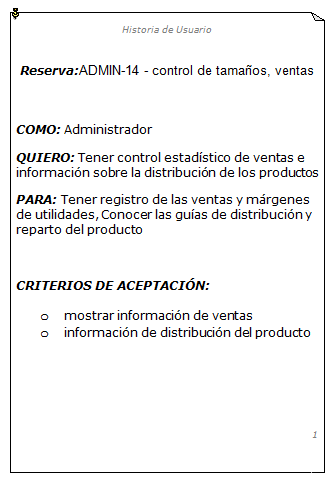 Historia de Usuario
Reserva:ADMIN-14 - control de tamaños, ventas
COMO: Administrador
QUIERO: Tener control estadístico de ventas e
información sobre la distribución de los productos
PARA: Tener registro de las ventas y márgenes
de utilidades, Conocer las guías de distribución y
reparto del producto
CRITERIOS DE ACEPTACIÓN:
o mostrar información de ventas
o información de distribución del producto
1